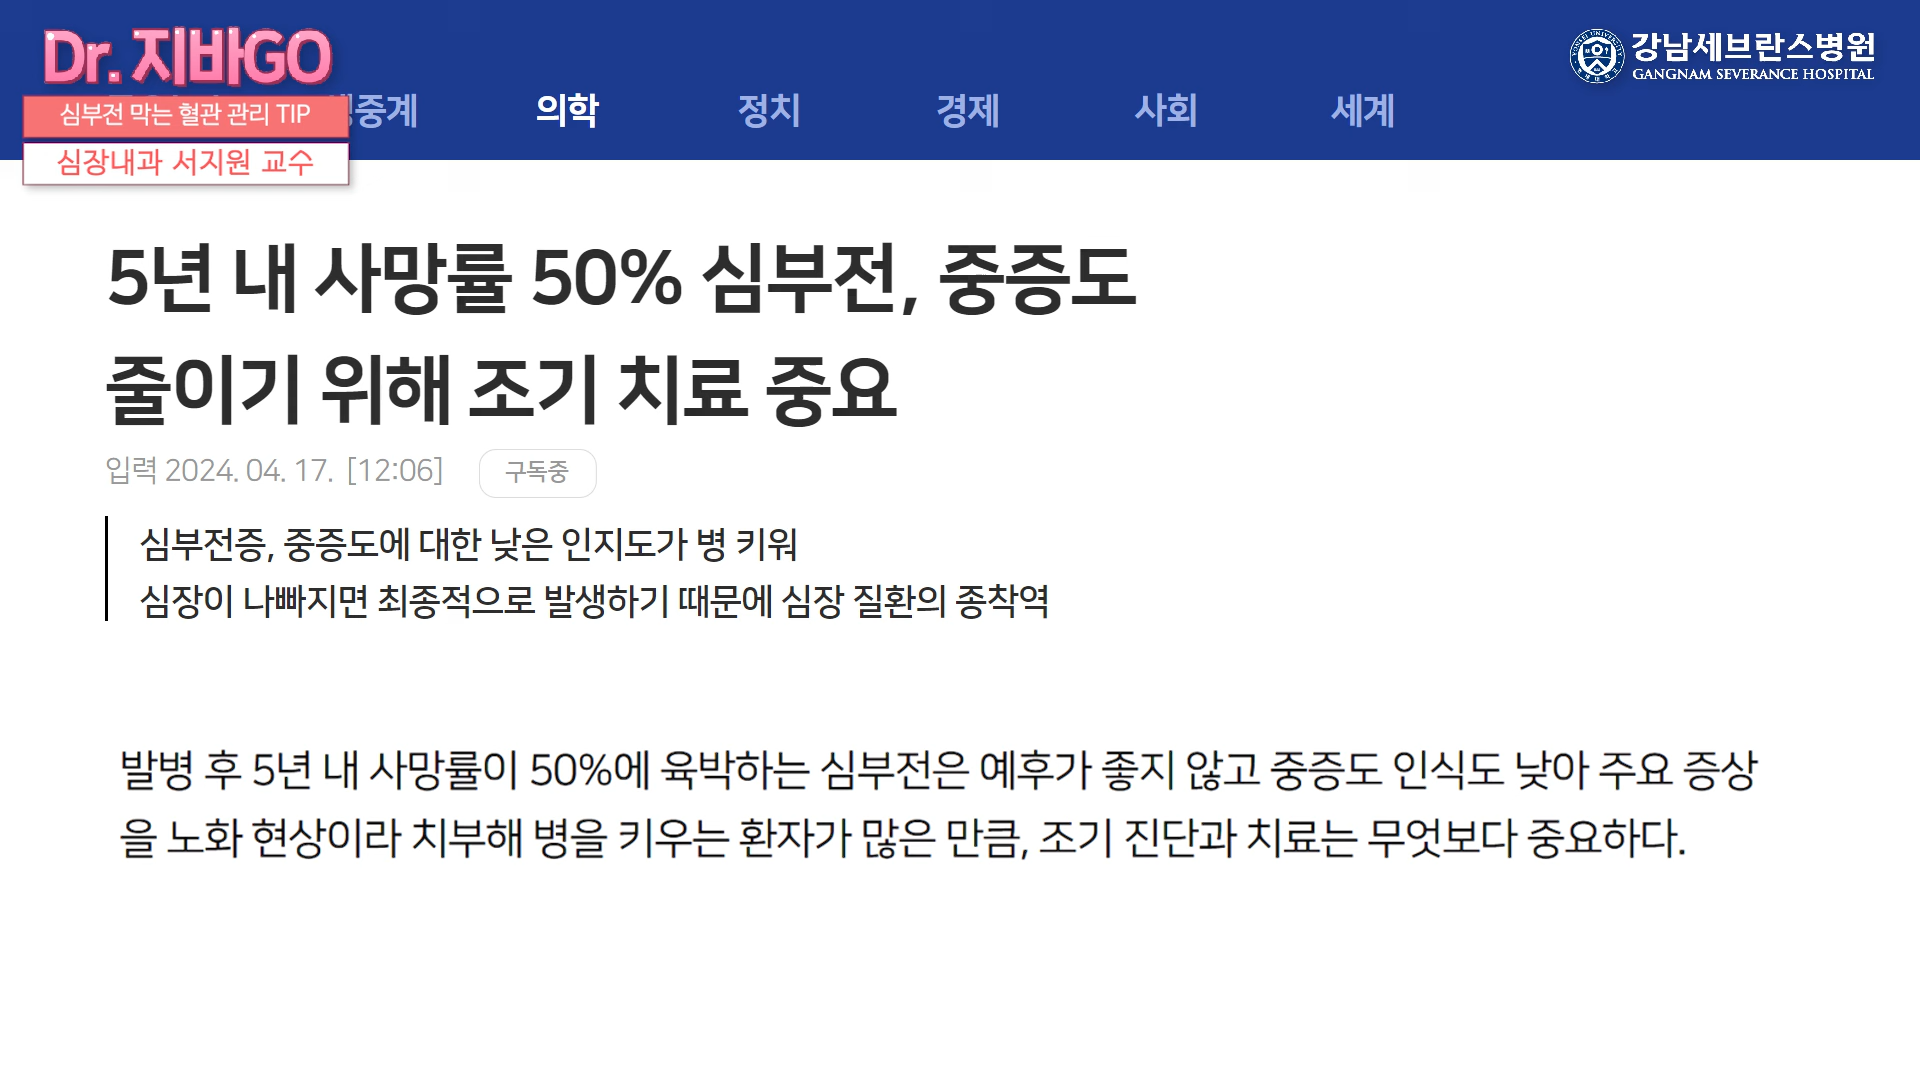 Dr. 지바GO
심부전 막는 혈관 관리 TIP
심장내과 서지원 교수
강남세브란스병원
GANGNAM SEVERANCE HOSPITAL
중계 의학 정치 경제 사회 세계
5년 내 사망률 50% 심부전, 중증도
줄이기 위해 조기 치료 중요
입력 2024. 04. 17. [12:06] 구독중
심부전증, 중증도에 대한 낮은 인지도가 병 키워
심장이 나빠지면 최종적으로 발생하기 때문에 심장 질환의 종착역
발병 후 5년 내 사망률이 50%에 육박하는 심부전은 예후가 좋지 않고 중증도 인식도 낮아 주요 증상
을 노화 현상이라 치부해 병을 키우는 환자가 많은 만큼, 조기 진단과 치료는 무엇보다 중요하다.